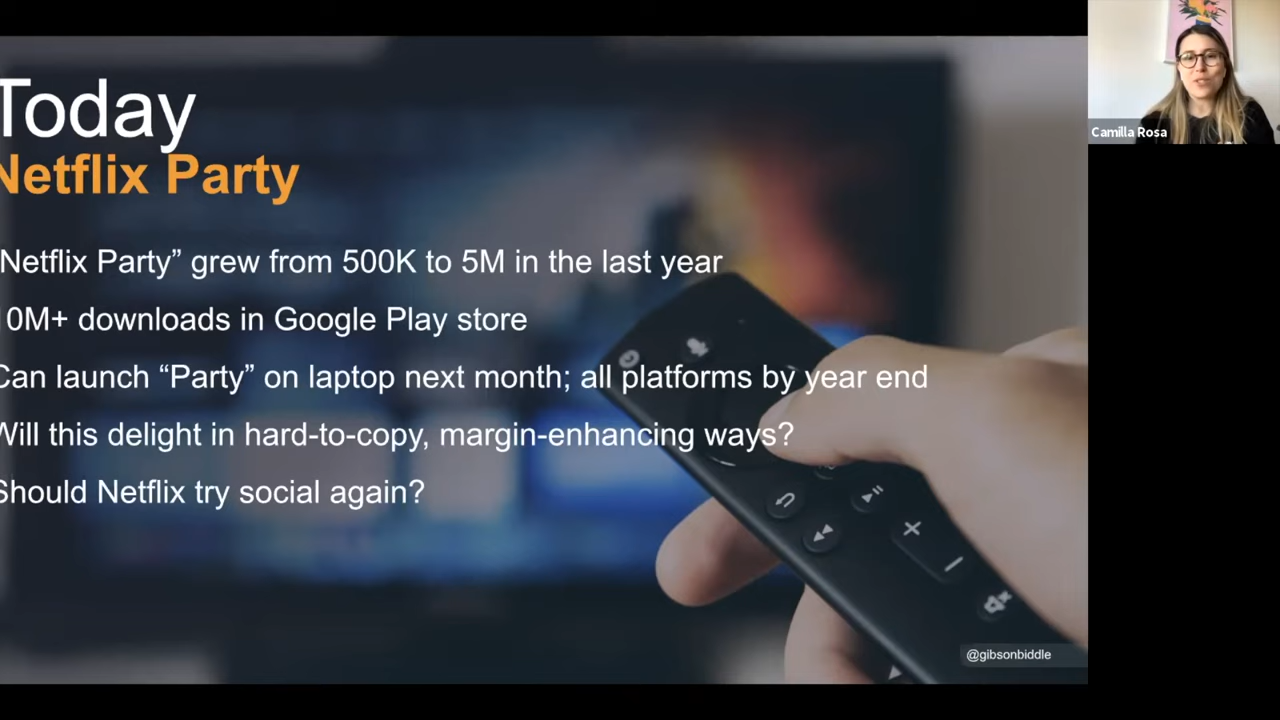 Today
Netflix Party
Netflix Party” grew from 500K to 5M in the last year
10M+ downloads in Google Play store
Can launch “Party” on laptop next month; all platforms by year end
Will this delight in hard-to-copy, margin-enhancing ways?
Should Netflix try social again?
@gibsonbiddle
Camilla Rosa